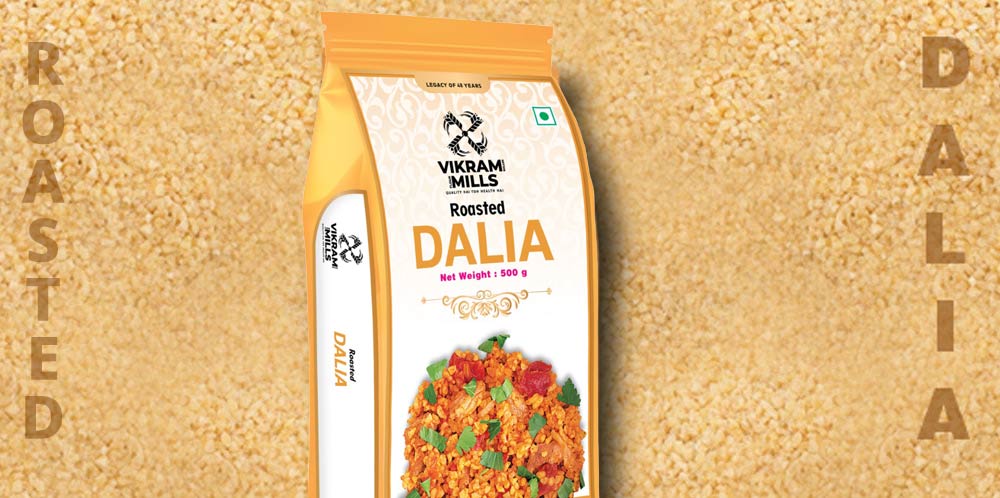 ROASTED
LEGACY OF 48 YEARS
VIKRAM
MILLS
QUALITY HAI TOH HEALTH HAI
Roasted
DALIA
Net Weight : 500 g
VIKRAM
MILLS
Roasted
DALIA
DALIA